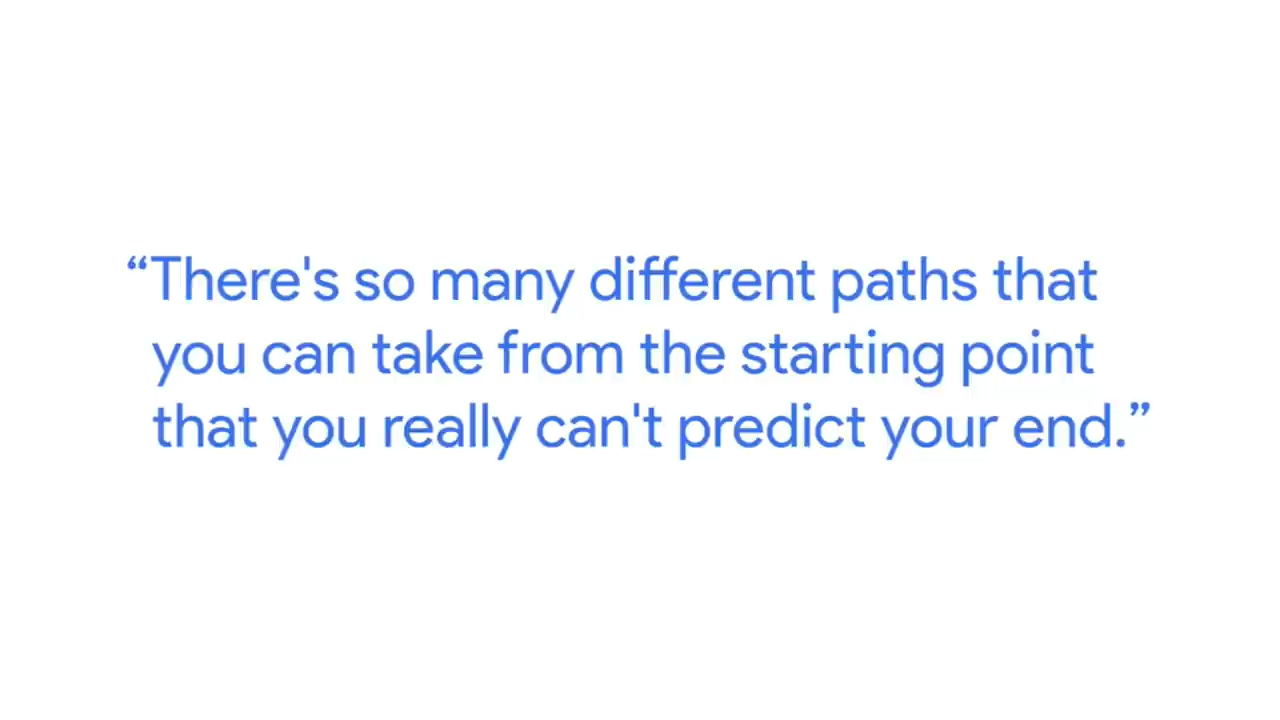 “There's so many different paths that
you can take from the starting point
that you really can't predict your end.”